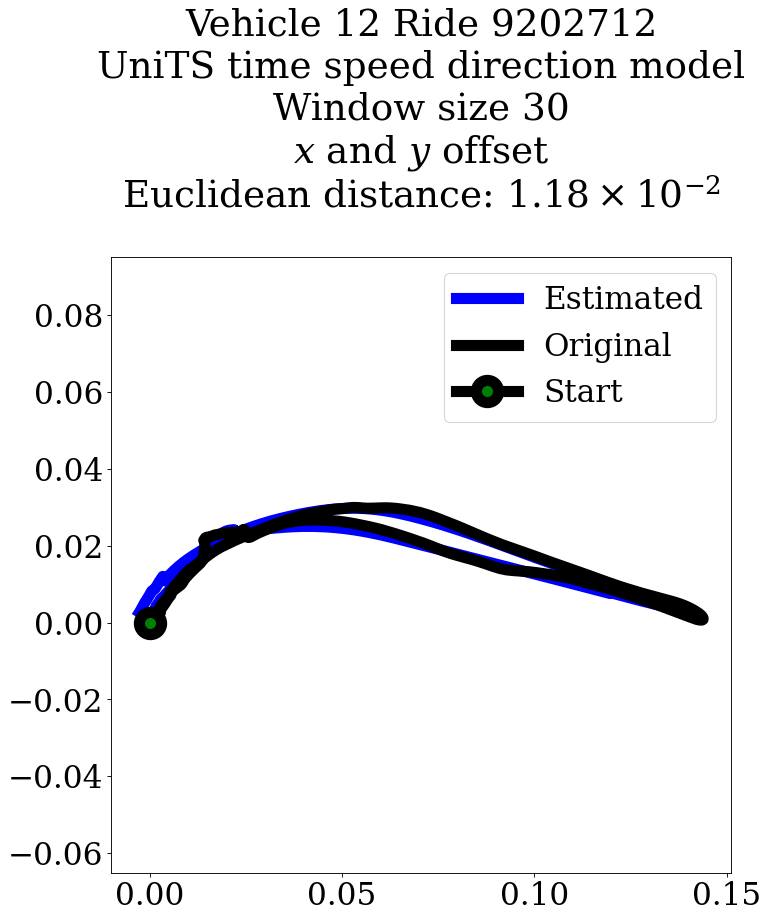 Vehicle 12 Ride 9202712
UniTS time speed direction model
Window size 30
x and y offset
Euclidean distance: 1.18 × 10⁻²
Estimated
Original
Start
0.08
0.06
0.04
0.02
0.00
−0.02
−0.04
−0.06
0.00 0.05 0.10 0.15